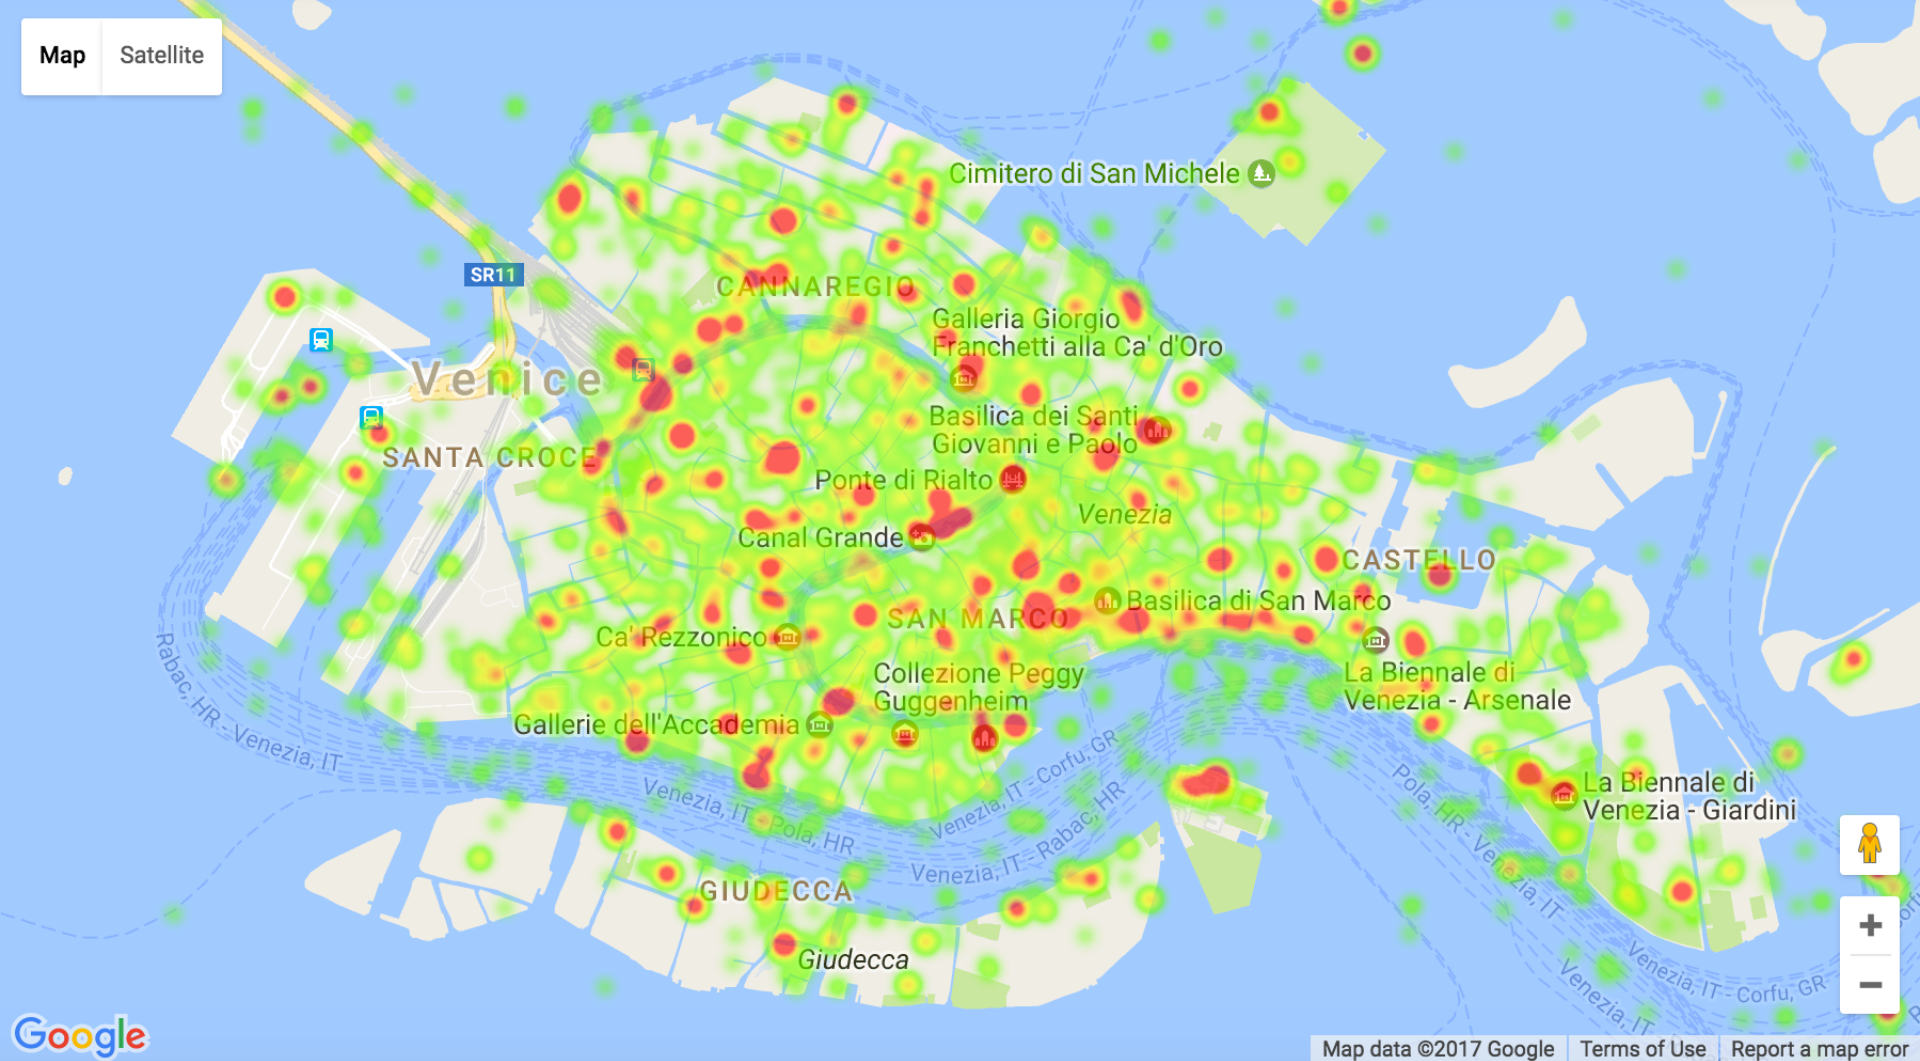 Map
Satellite
Cimitero di San Michele
SR11
CANNAREGIO
Galleria Giorgio
Franchetti alla Ca' d'Oro
Venice
Basilica dei Santi
Giovanni e Paolo
SANTA CROCE
Ponte di Rialto
Venezia
Canal Grande
CASTELLO
Basilica di San Marco
SAN MARCO
Ca' Rezzonico
La Biennale di
Venezia - Arsenale
Collezione Peggy
Guggenheim
Gallerie dell'Accademia
Rabac, HR - Venezia, IT
Venezia, IT - Corfu, GR
Venezia, IT - Pola, HR
Venezia, IT - Rabac, HR
Pola, HR - Venezia, IT
La Biennale di
Venezia - Giardini
GIUDECCA
Giudecca
Venezia, IT - Corfu, GR
Venezia, IT
Google
Map data ©2017 Google
Terms of Use
Report a map error